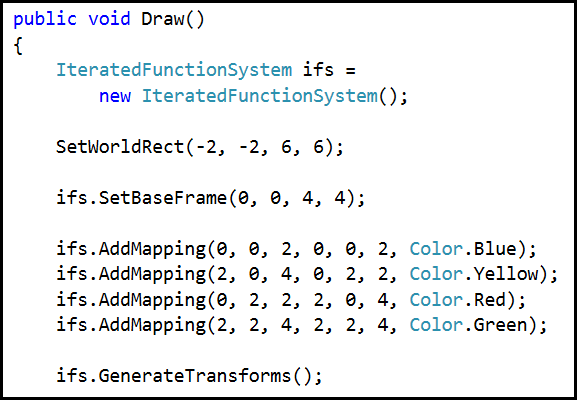 public void Draw()
{
IteratedFunctionSystem ifs =
new IteratedFunctionSystem();
SetWorldRect(-2, -2, 6, 6);
ifs.SetBaseFrame(0, 0, 4, 4);
ifs.AddMapping(0, 0, 2, 0, 0, 2, Color.Blue);
ifs.AddMapping(2, 0, 4, 0, 2, 2, Color.Yellow);
ifs.AddMapping(0, 2, 2, 2, 0, 4, Color.Red);
ifs.AddMapping(2, 2, 4, 2, 2, 4, Color.Green);
ifs.GenerateTransforms();